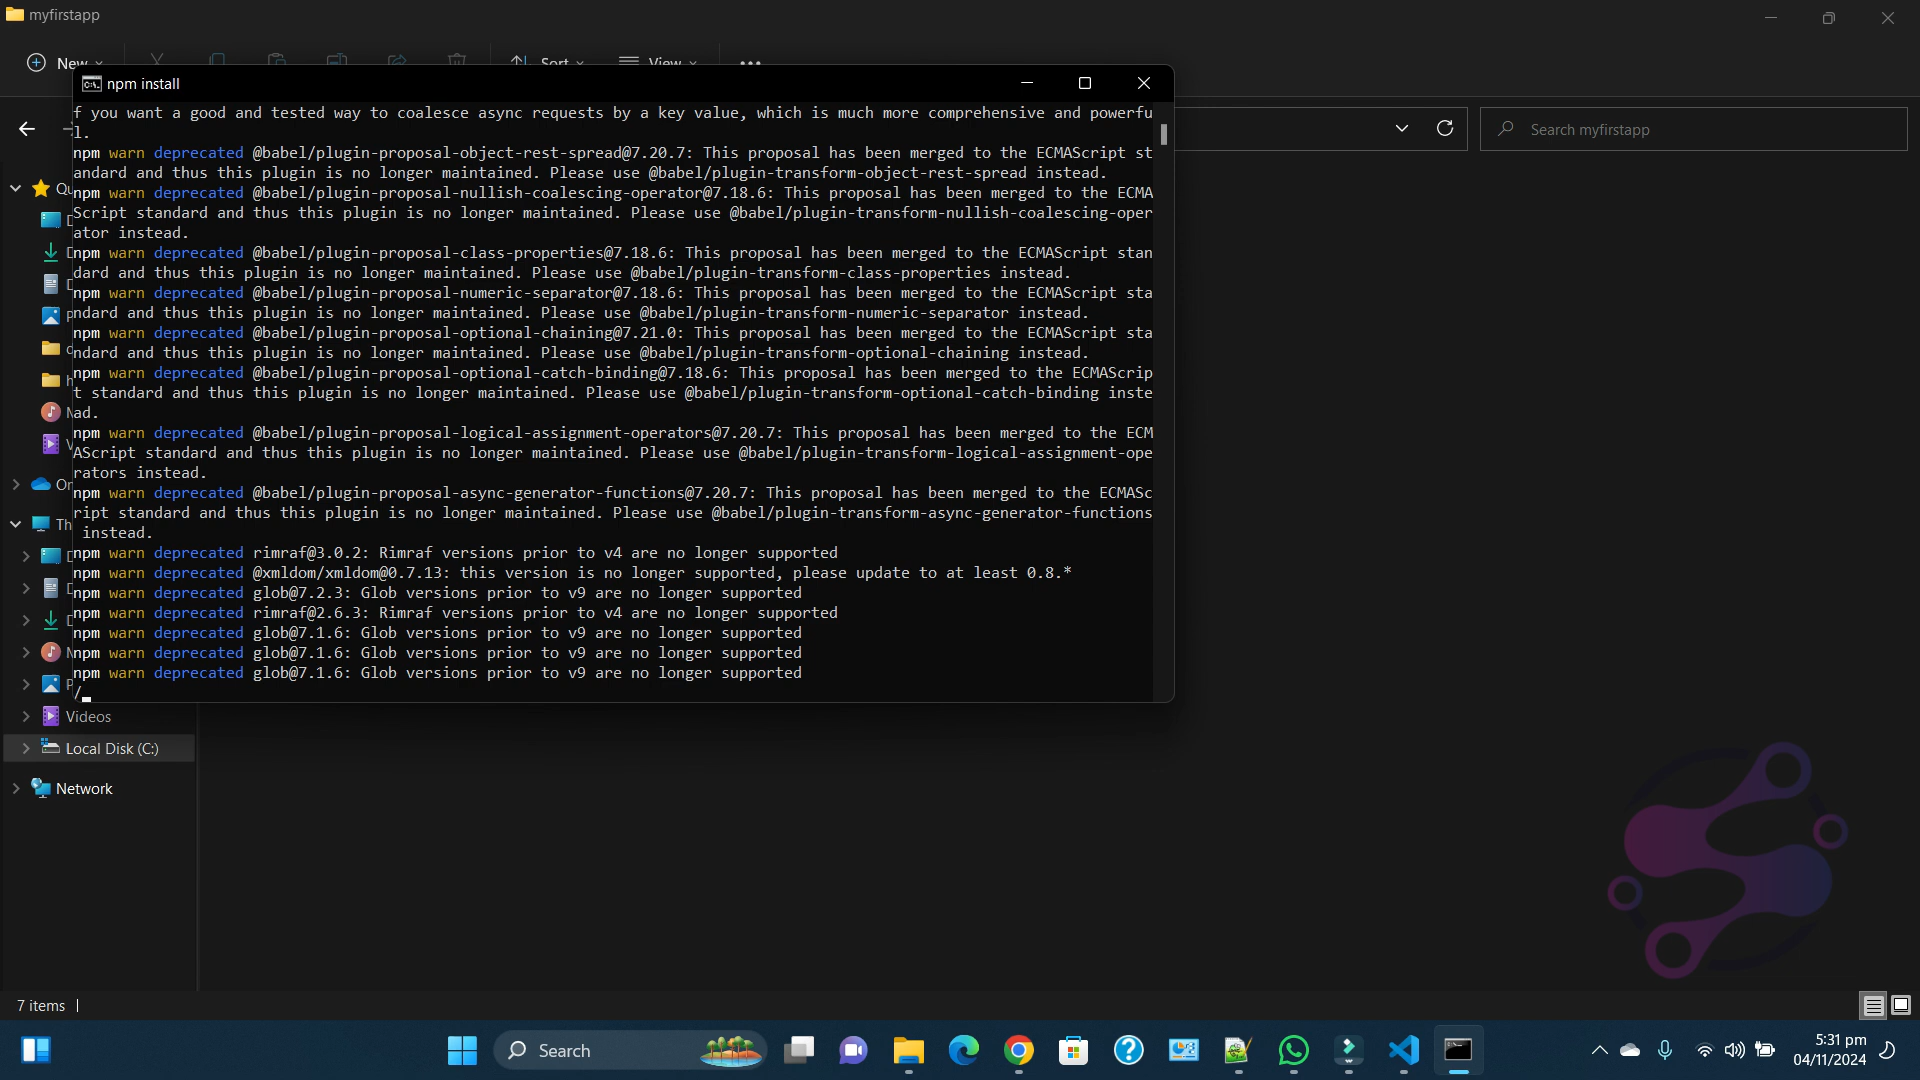 myfirstapp
New
Sort
View
npm install
Search myfirstapp
f you want a good and tested way to coalesce async requests by a key value, which is much more comprehensive and powerfu
l.
npm warn deprecated @babel/plugin-proposal-object-rest-spread@7.20.7: This proposal has been merged to the ECMAScript st
andard and thus this plugin is no longer maintained. Please use @babel/plugin-transform-object-rest-spread instead.
npm warn deprecated @babel/plugin-proposal-nullish-coalescing-operator@7.18.6: This proposal has been merged to the ECMA
Script standard and thus this plugin is no longer maintained. Please use @babel/plugin-transform-nullish-coalescing-oper
ator instead.
npm warn deprecated @babel/plugin-proposal-class-properties@7.18.6: This proposal has been merged to the ECMAScript stan
dard and thus this plugin is no longer maintained. Please use @babel/plugin-transform-class-properties instead.
npm warn deprecated @babel/plugin-proposal-numeric-separator@7.18.6: This proposal has been merged to the ECMAScript sta
ndard and thus this plugin is no longer maintained. Please use @babel/plugin-transform-numeric-separator instead.
npm warn deprecated @babel/plugin-proposal-optional-chaining@7.21.0: This proposal has been merged to the ECMAScript sta
ndard and thus this plugin is no longer maintained. Please use @babel/plugin-transform-optional-chaining instead.
npm warn deprecated @babel/plugin-proposal-optional-catch-binding@7.18.6: This proposal has been merged to the ECMAScrip
t standard and thus this plugin is no longer maintained. Please use @babel/plugin-transform-optional-catch-binding inste
ad.
npm warn deprecated @babel/plugin-proposal-logical-assignment-operators@7.20.7: This proposal has been merged to the ECM
AScript standard and thus this plugin is no longer maintained. Please use @babel/plugin-transform-logical-assignment-ope
rators instead.
npm warn deprecated @babel/plugin-proposal-async-generator-functions@7.20.7: This proposal has been merged to the ECMASc
ript standard and thus this plugin is no longer maintained. Please use @babel/plugin-transform-async-generator-functions
instead.
npm warn deprecated rimraf@3.0.2: Rimraf versions prior to v4 are no longer supported
npm warn deprecated @xmldom/xmldom@0.7.13: this version is no longer supported, please update to at least 0.8.*
npm warn deprecated glob@7.2.3: Glob versions prior to v9 are no longer supported
npm warn deprecated rimraf@2.6.3: Rimraf versions prior to v4 are no longer supported
npm warn deprecated glob@7.1.6: Glob versions prior to v9 are no longer supported
npm warn deprecated glob@7.1.6: Glob versions prior to v9 are no longer supported
npm warn deprecated glob@7.1.6: Glob versions prior to v9 are no longer supported
/
Videos
Local Disk (C:)
Network
7 items
Search
5:31 pm
04/11/2024